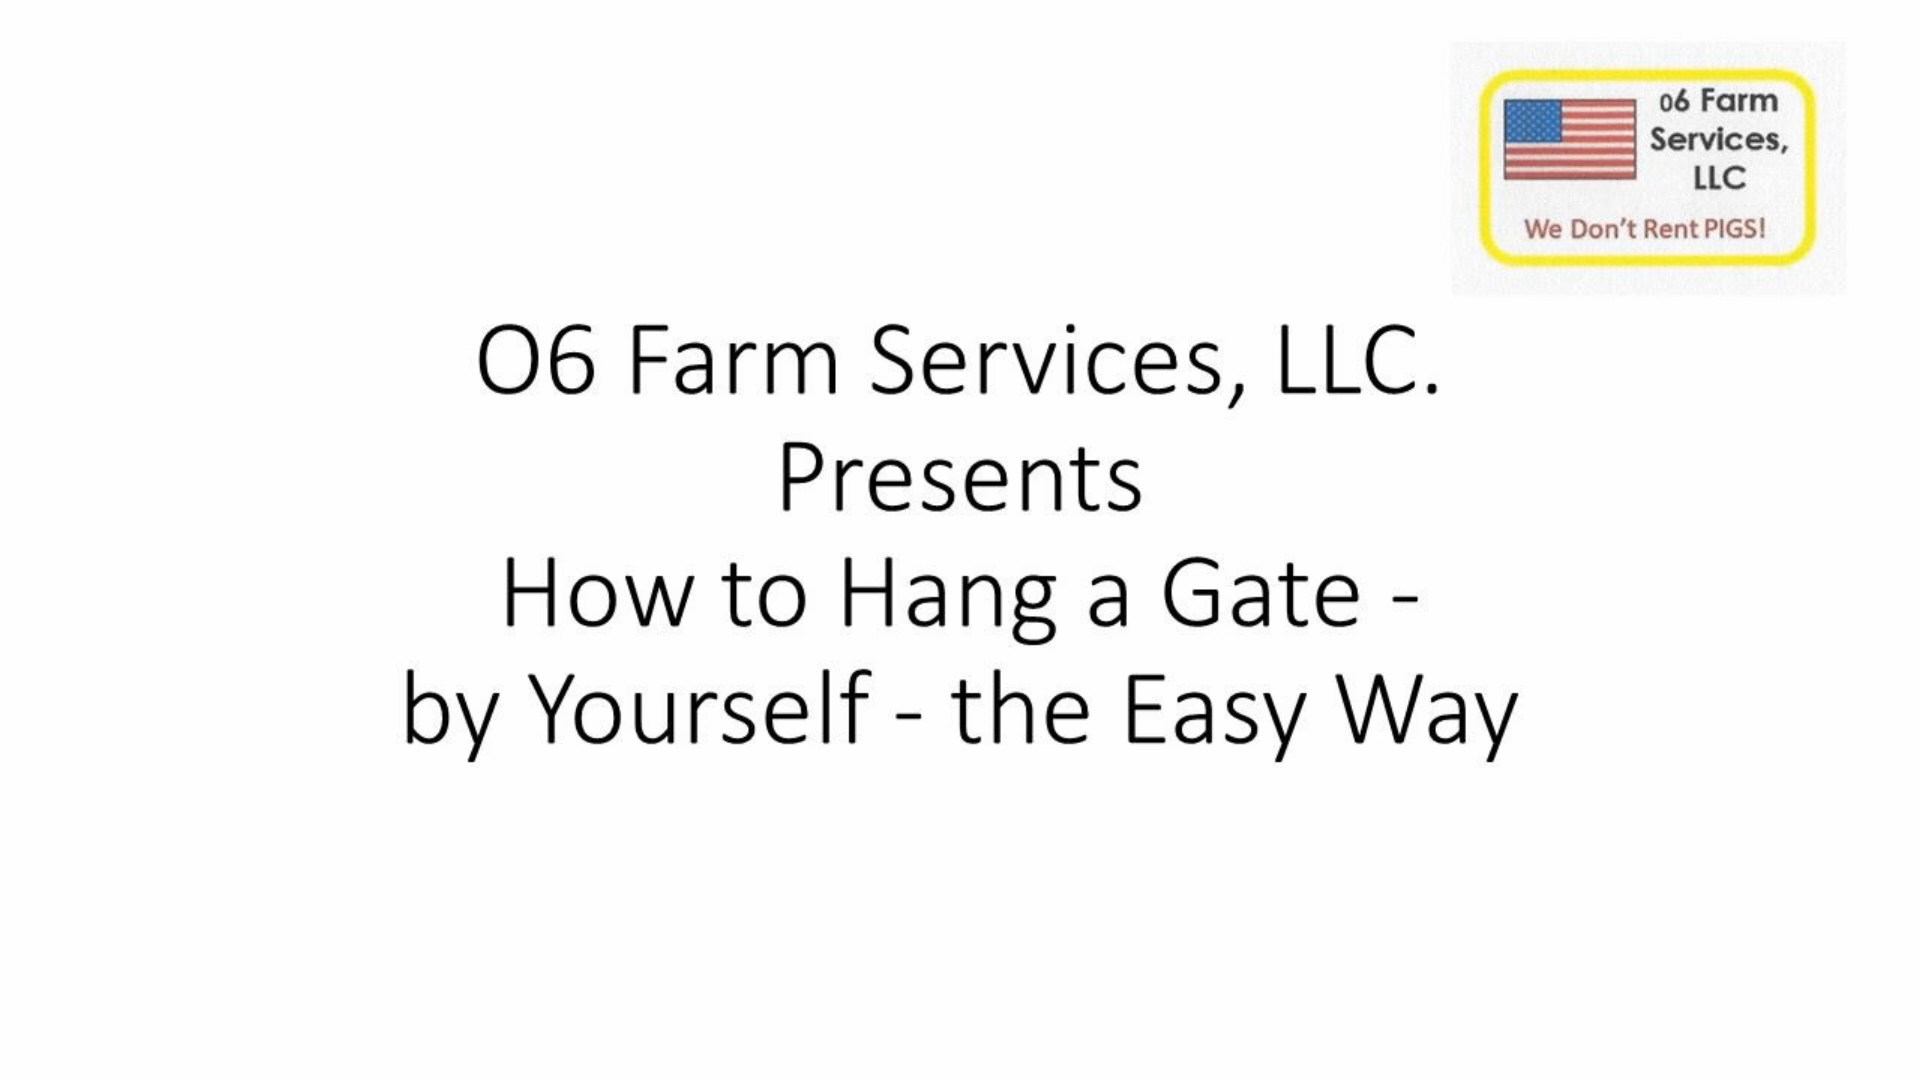 06 Farm
Services,
LLC
We Don't Rent PIGS!
O6 Farm Services, LLC.
Presents
How to Hang a Gate -
by Yourself - the Easy Way